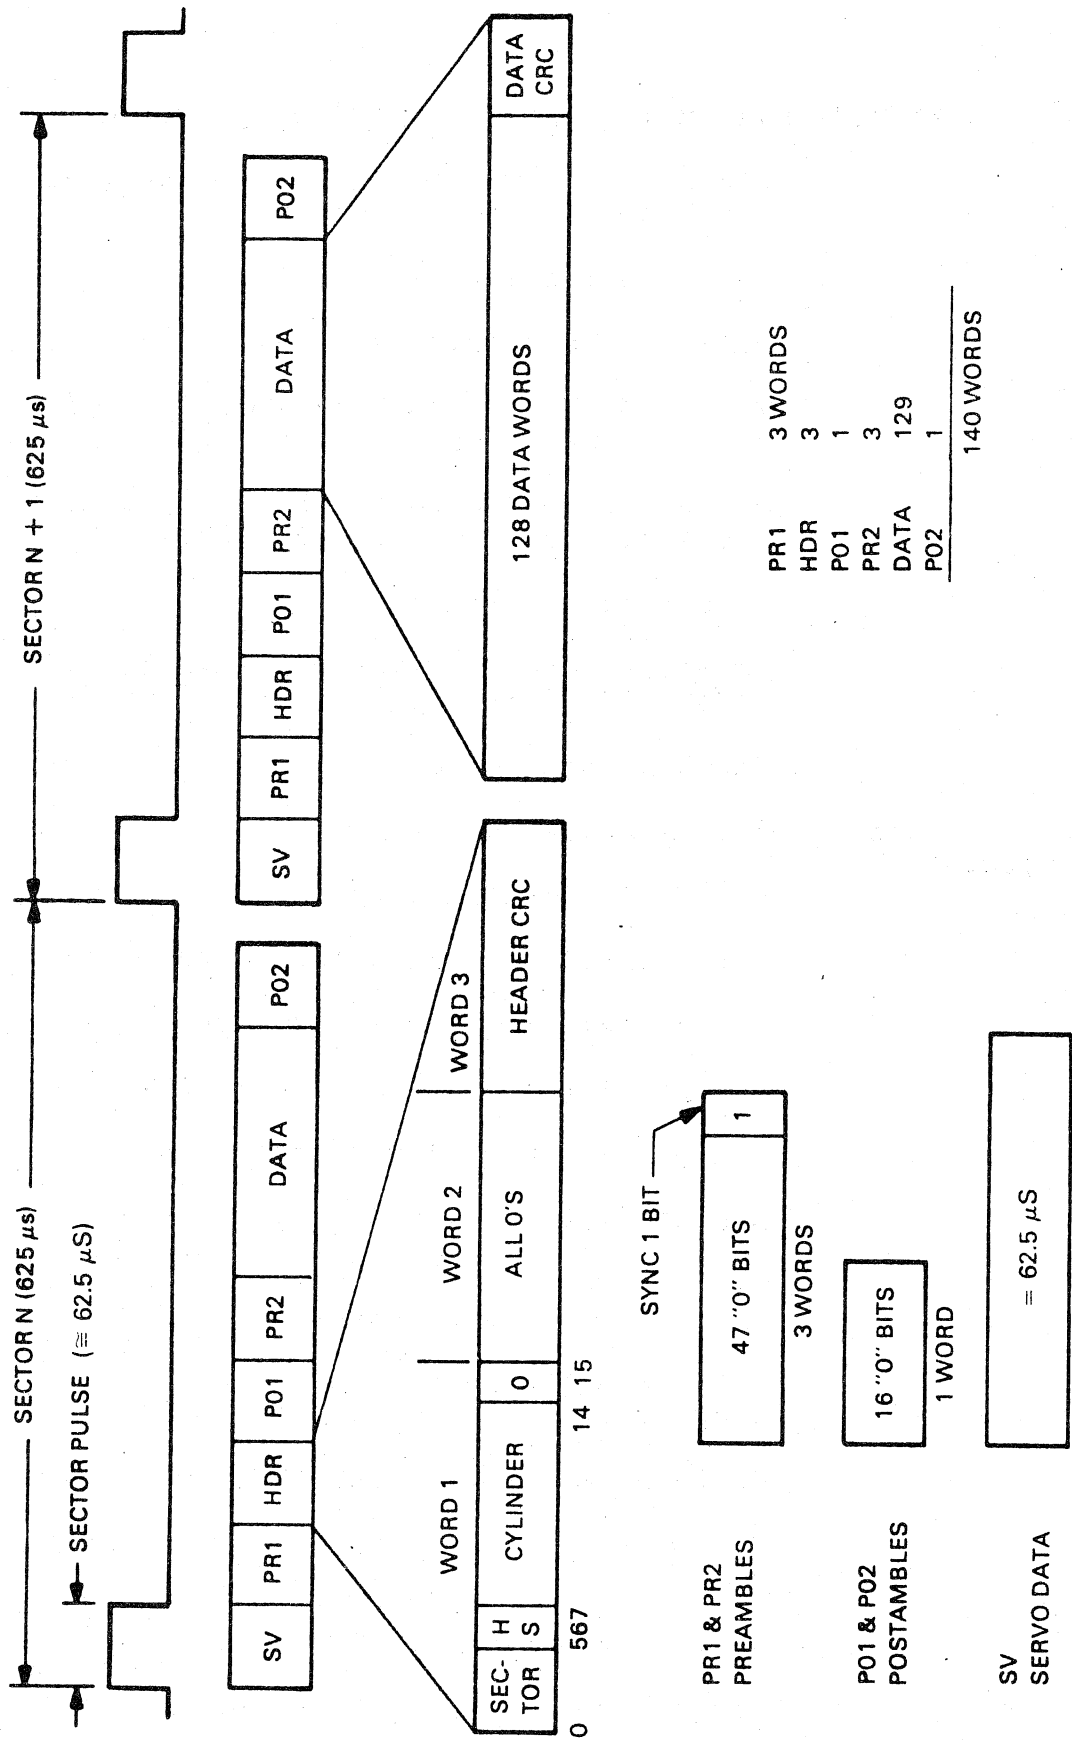 SECTOR N (625 μs)
SECTOR N + 1 (625 μs)
SECTOR PULSE (≅ 62.5 μS)
SV PR1 HDR PO1 PR2 DATA PO2
SV PR1 HDR PO1 PR2 DATA PO2
WORD 1 WORD 2 WORD 3
SEC-
TOR
H
S
CYLINDER
O
ALL O'S
HEADER CRC
0 567 14 15
128 DATA WORDS
DATA
CRC
SYNC 1 BIT
PR1 & PR2
PREAMBLES
47 "0" BITS 1
3 WORDS
PO1 & PO2
POSTAMBLES
16 "0" BITS
1 WORD
SV
SERVO DATA
= 62.5 μS
PR1 3 WORDS
HDR 3
PO1 1
PR2 3
DATA 129
PO2 1
140 WORDS